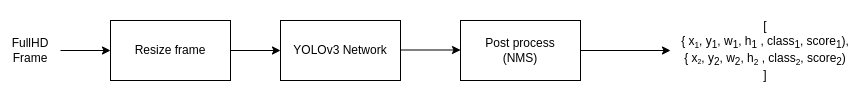 FullHD
Frame
Resize frame
YOLOv3 Network
Post process
(NMS)
[
{ x₁, y₁, w₁, h₁ , class₁, score₁),
{ x₂, y₂, w₂, h₂ , class₂, score₂)
]